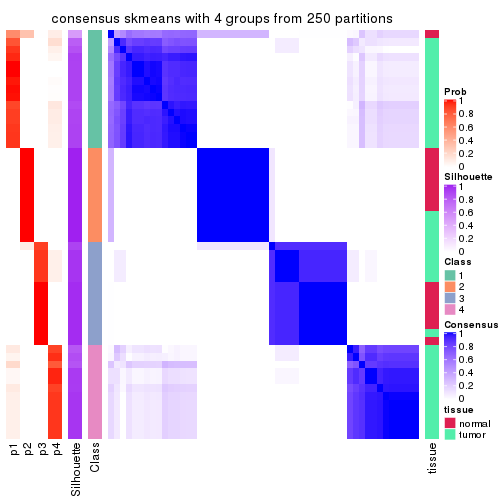 consensus skmeans with 4 groups from 250 partitions
Prob
1
0.8
0.6
0.4
0.2
0
Silhouette
1
0.8
0.6
0.4
0.2
0
Class
1
2
3
4
Consensus
1
0.8
0.6
0.4
0.2
0
tissue
normal
tumor
p1
p2
p3
p4
Silhouette
Class
tissue